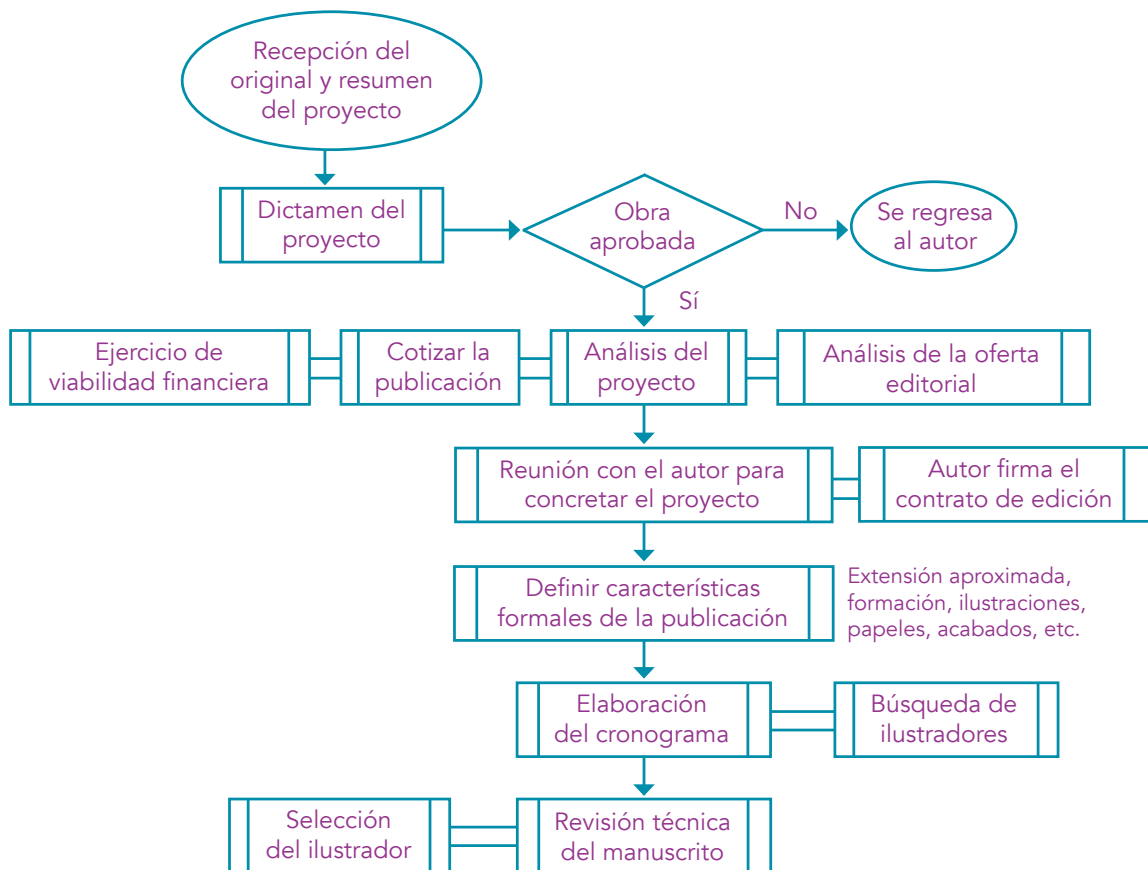 Recepción del
original y resumen
del proyecto
Dictamen del
proyecto
Obra
aprobada
No
Se regresa
al autor
Sí
Ejercicio de
viabilidad financiera
Cotizar la
publicación
Análisis del
proyecto
Análisis de la oferta
editorial
Reunión con el autor para
concretar el proyecto
Autor firma el
contrato de edición
Definir características
formales de la publicación
Extensión aproximada,
formación, ilustraciones,
papeles, acabados, etc.
Elaboración
del cronograma
Búsqueda de
ilustradores
Selección
del ilustrador
Revisión técnica
del manuscrito